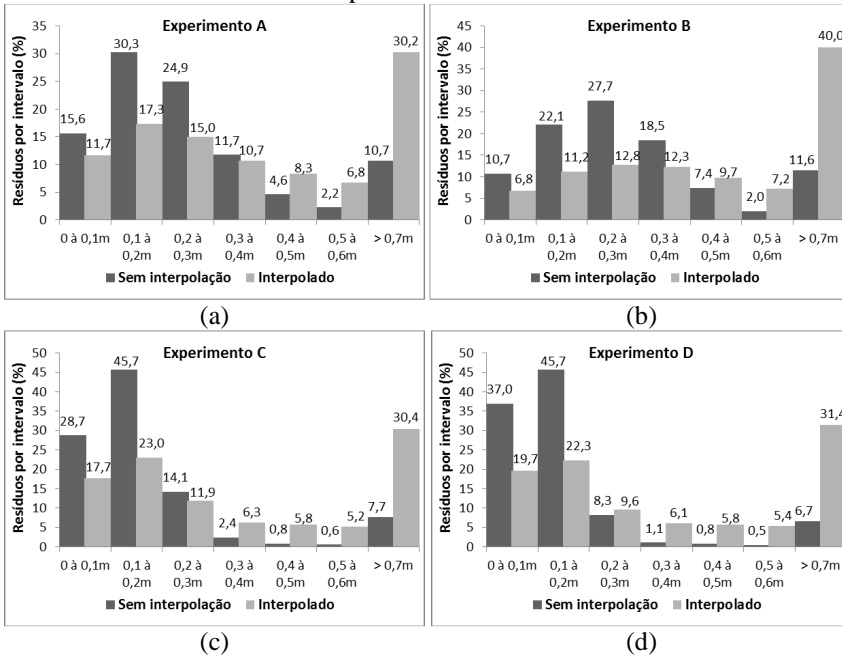 Experimento A
Resíduos por intervalo (%)
35
30
25
20
15
10
5
0
15,6 11,7 30,3 17,3 24,9 15,0 11,7 10,7 4,6 8,3 2,2 6,8 10,7 30,2
0 à 0,1m 0,1 à 0,2 à 0,3 à 0,4 à 0,5 à > 0,7m
0,2m 0,3m 0,4m 0,5m 0,6m
Sem interpolação Interpolado
(a)
Experimento B
Resíduos por intervalo (%)
45
40
35
30
25
20
15
10
5
0
10,7 6,8 22,1 11,2 27,7 12,8 18,5 12,3 7,4 9,7 2,0 7,2 11,6 40,0
0 à 0,1m 0,1 à 0,2 à 0,3 à 0,4 à 0,5 à > 0,7m
0,2m 0,3m 0,4m 0,5m 0,6m
Sem interpolação Interpolado
(b)
Experimento C
Resíduos por intervalo (%)
50
45
40
35
30
25
20
15
10
5
0
28,7 17,7 45,7 23,0 14,1 11,9 2,4 6,3 0,8 5,8 0,6 5,2 7,7 30,4
0 à 0,1m 0,1 à 0,2 à 0,3 à 0,4 à 0,5 à > 0,7m
0,2m 0,3m 0,4m 0,5m 0,6m
Sem interpolação Interpolado
(c)
Experimento D
Resíduos por intervalo (%)
50
45
40
35
30
25
20
15
10
5
0
37,0 19,7 45,7 22,3 8,3 9,6 1,1 6,1 0,8 5,8 0,5 5,4 6,7 31,4
0 à 0,1m 0,1 à 0,2 à 0,3 à 0,4 à 0,5 à > 0,7m
0,2m 0,3m 0,4m 0,5m 0,6m
Sem interpolação Interpolado
(d)